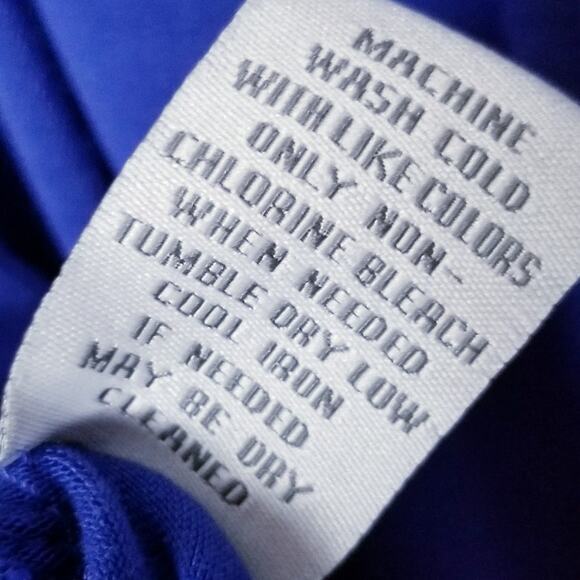 MACHINE
WASH COLD
WITH LIKE COLORS
ONLY NON-
CHLORINE BLEACH
WHEN NEEDED
TUMBLE DRY LOW
COOL IRON
IF NEEDED
MAY BE DRY
CLEANED